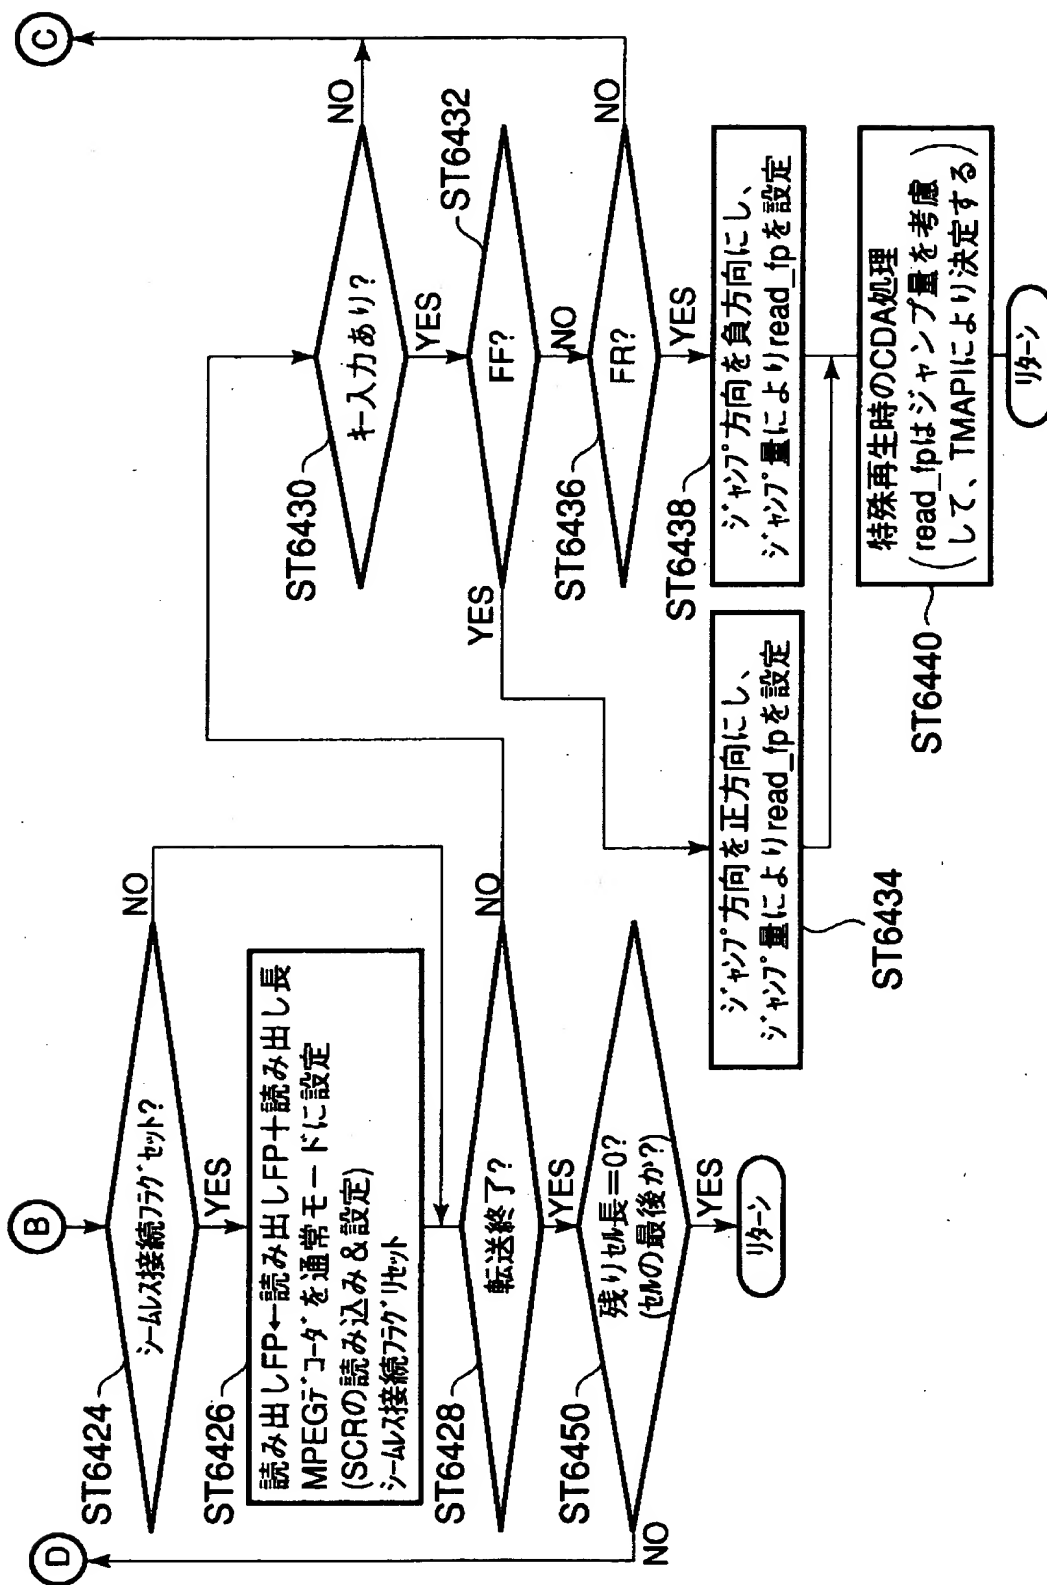 D
B
ST6424
シームレス接続フラグセット?
NO
YES
ST6426
読み出しFP←読み出しFP+読み出し長
MPEGデコーダを通常モードに設定
(SCRの読み込み&設定)
シームレス接続フラグリセット
ST6428
転送終了?
NO
YES
ST6450
残りセル長=0?
(セルの最後か?)
NO
YES
リターン
C
ST6430
キー入力あり?
NO
YES
ST6432
FF?
YES
NO
ST6436
FR?
NO
YES
ST6434
ジャンプ方向を正方向にし、
ジャンプ量によりread_fpを設定
ST6438
ジャンプ方向を負方向にし、
ジャンプ量によりread_fpを設定
ST6440
特殊再生時のCDA処理
(read_fpはジャンプ量を考慮
して、TMAPIにより決定する)
リターン